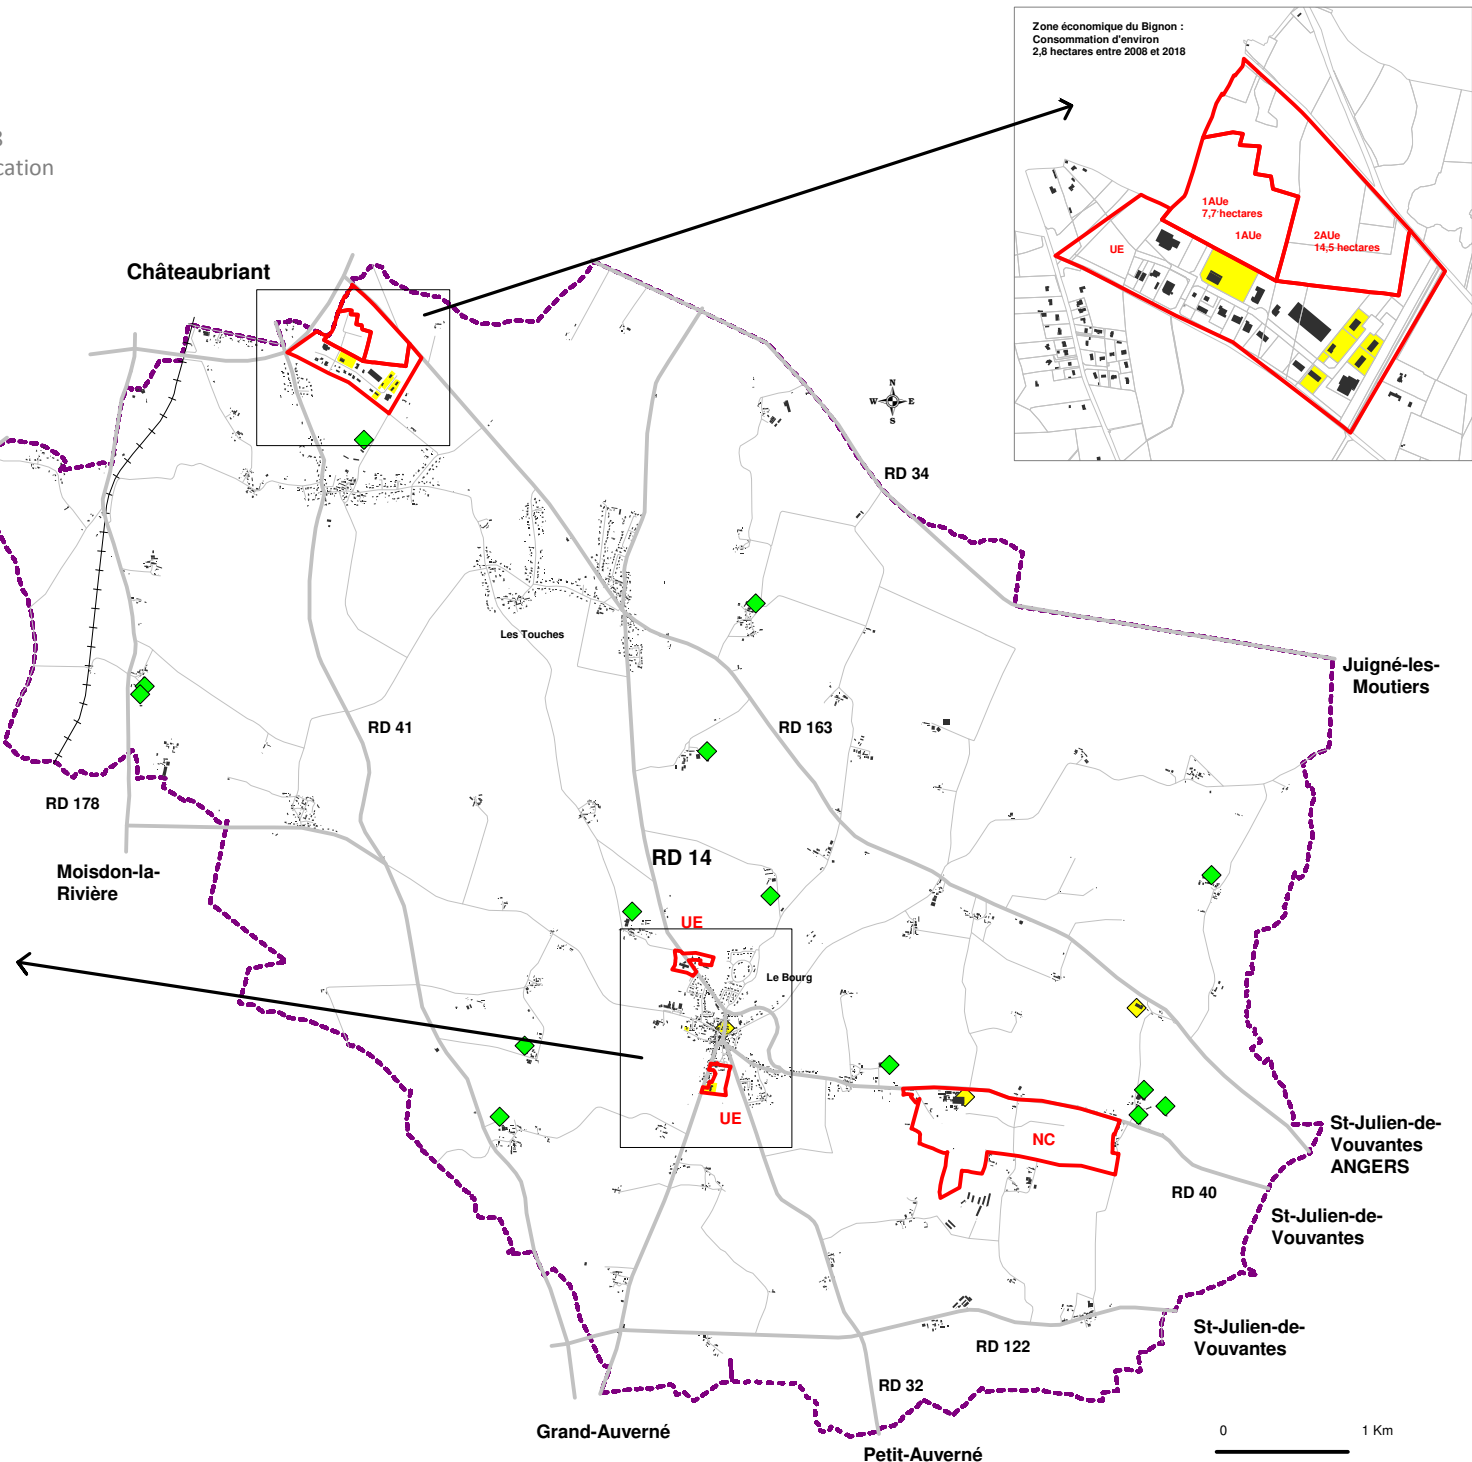 Zone économique du Bignon :
Consommation d'environ
2,8 hectares entre 2008 et 2018
1AUe
7,7 hectares
1AUe
2AUe
14,5 hectares
UE
3
cation
Châteaubriant
N
W E
S
RD 34
Les Touches
Juigné-les-
Moutiers
RD 41
RD 163
RD 178
RD 14
Moisdon-la-
Rivière
UE
Le Bourg
UE
NC
St-Julien-de-
Vouvantes
ANGERS
RD 40
St-Julien-de-
Vouvantes
St-Julien-de-
Vouvantes
RD 122
RD 32
Grand-Auverné
Petit-Auverné
0 1 Km